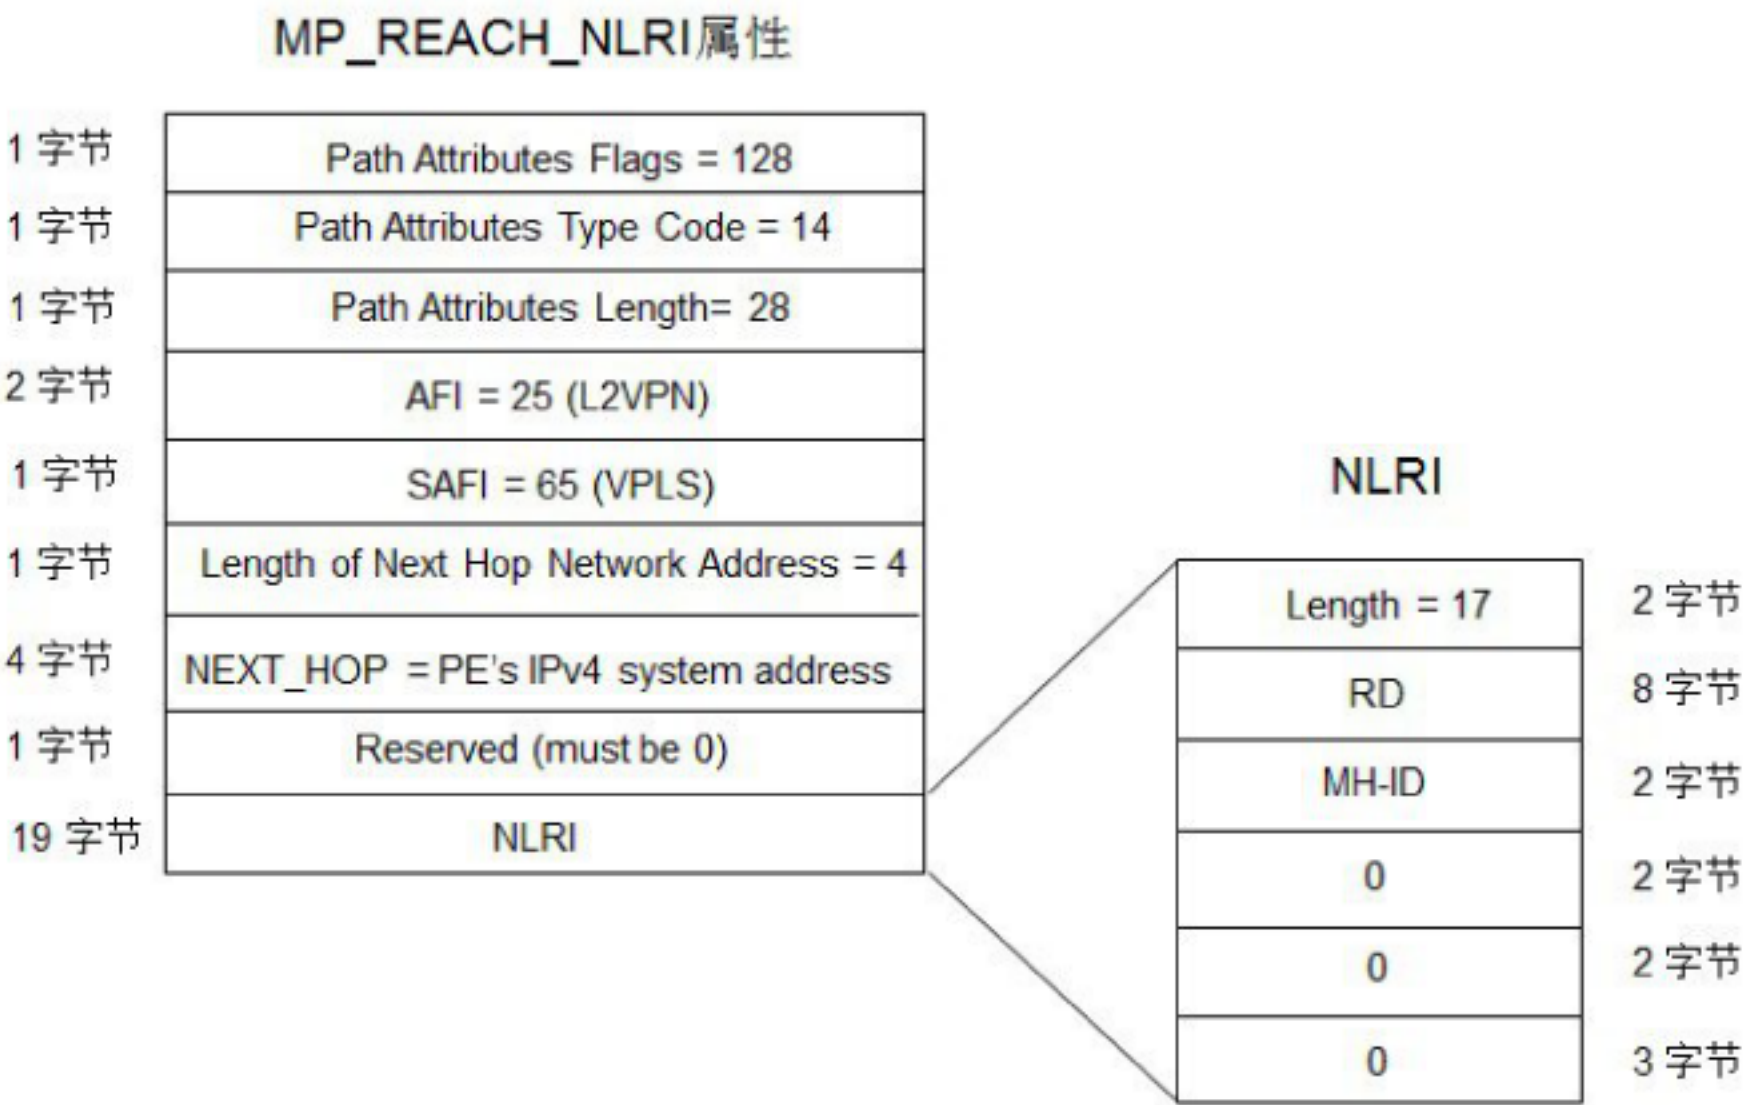 MP_REACH_NLRI属性
1 字节 Path Attributes Flags = 128
1 字节 Path Attributes Type Code = 14
1 字节 Path Attributes Length= 28
2 字节 AFI = 25 (L2VPN)
1 字节 SAFI = 65 (VPLS)
1 字节 Length of Next Hop Network Address = 4
4 字节 NEXT_HOP = PE's IPv4 system address
1 字节 Reserved (must be 0)
19 字节 NLRI
NLRI
Length = 17 2 字节
RD 8 字节
MH-ID 2 字节
0 2 字节
0 2 字节
0 3 字节